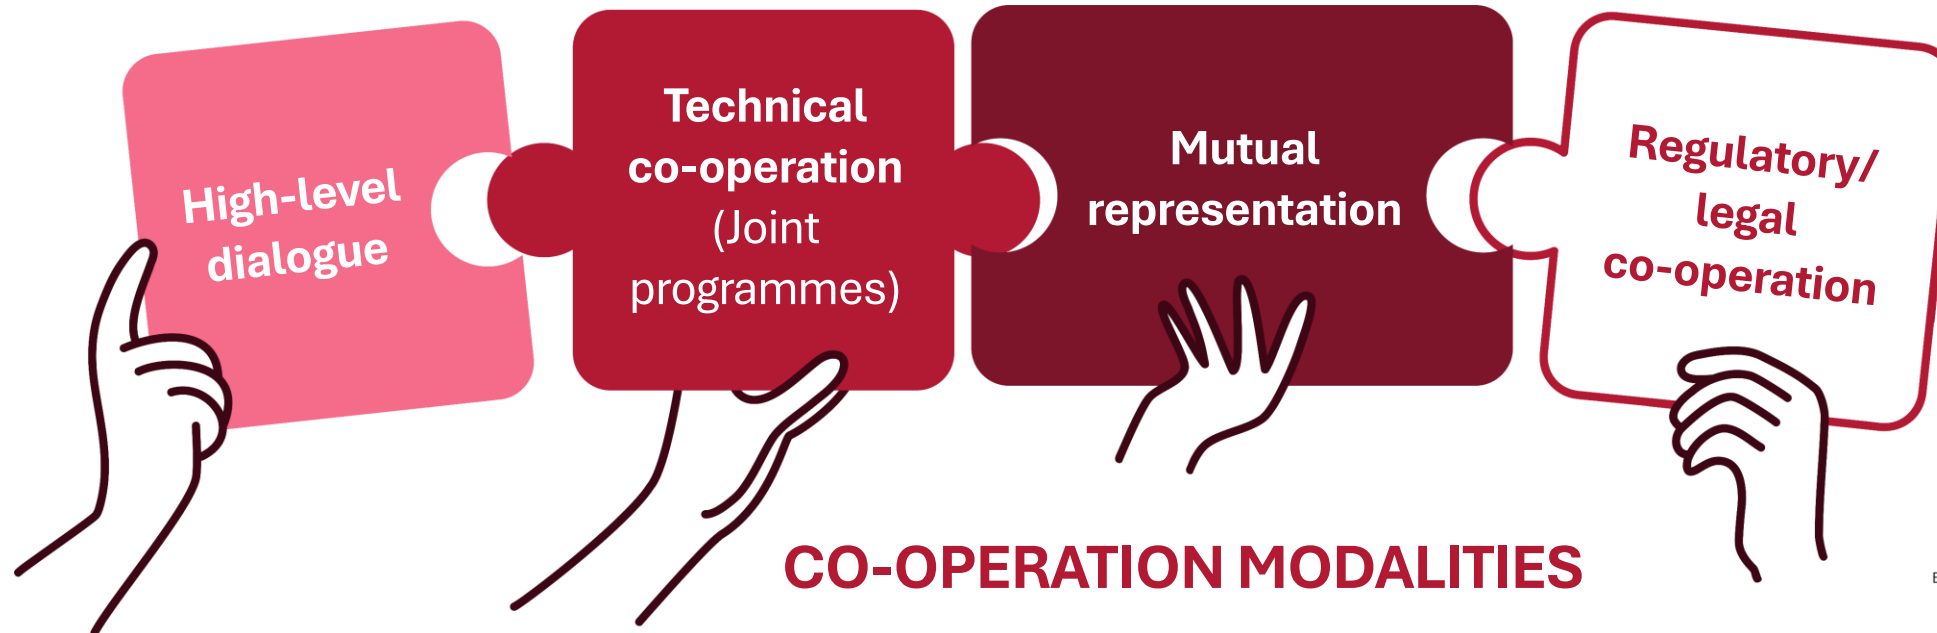 High-level
dialogue
Technical
co-operation
(Joint
programmes)
Mutual
representation
Regulatory/
legal
co-operation
CO-OPERATION MODALITIES